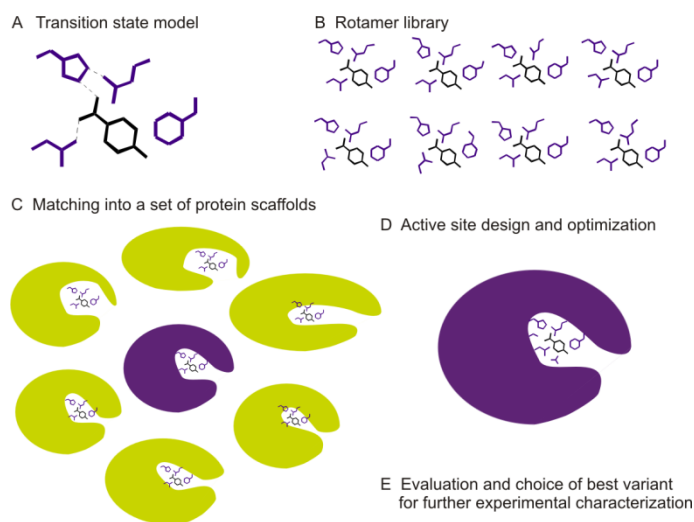 A Transition state model
B Rotamer library
C Matching into a set of protein scaffolds
D Active site design and optimization
E Evaluation and choice of best variant
for further experimental characterization